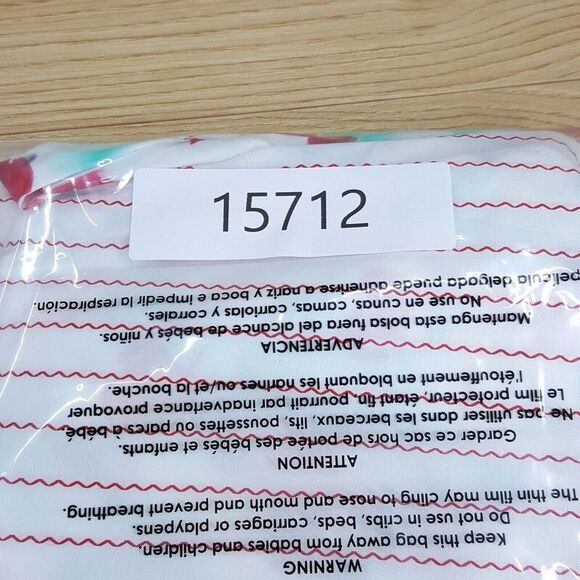 15712
WARNING
Keep this bag away from babies and children.
Do not use in cribs, beds, carriages or playpens.
The thin film may cling to nose and mouth and prevent breathing.
ATTENTION
Garder ce sac hors de portée des bébés et enfants.
Ne pas utiliser dans les berceaux, lits, poussettes ou parcs à bébé
Le film protecteur, étant fin, pourrait par inadvertance provoquer
l'étouffement en bloquant les narines ou/et la bouche.
ADVERTENCIA
Mantenga esta bolsa fuera del alcance de bebés y niños.
No use en cunas, camas, carriolas y corrales.
película delgada puede adherirse a nariz y boca e impedir la respiración.